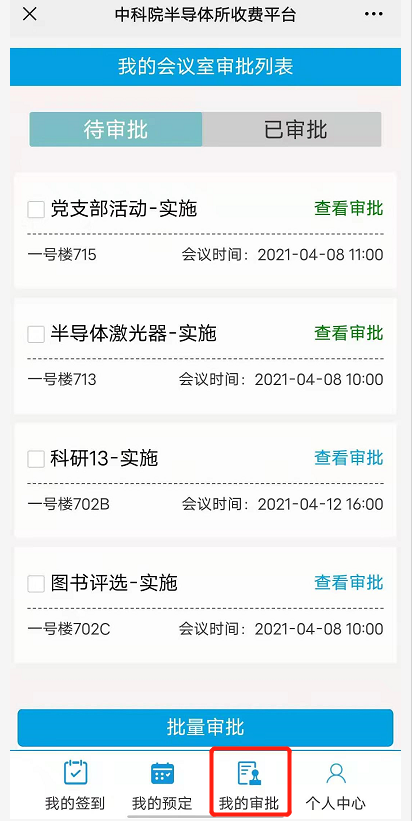 中科院半导体所收费平台
我的会议室审批列表
待审批 已审批
党支部活动-实施 查看审批
一号楼715 会议时间：2021-04-08 11:00
半导体激光器-实施 查看审批
一号楼713 会议时间：2021-04-08 10:00
科研13-实施 查看审批
一号楼702B 会议时间：2021-04-12 16:00
图书评选-实施 查看审批
一号楼702C 会议时间：2021-04-08 10:00
批量审批
我的签到 我的预定 我的审批 个人中心